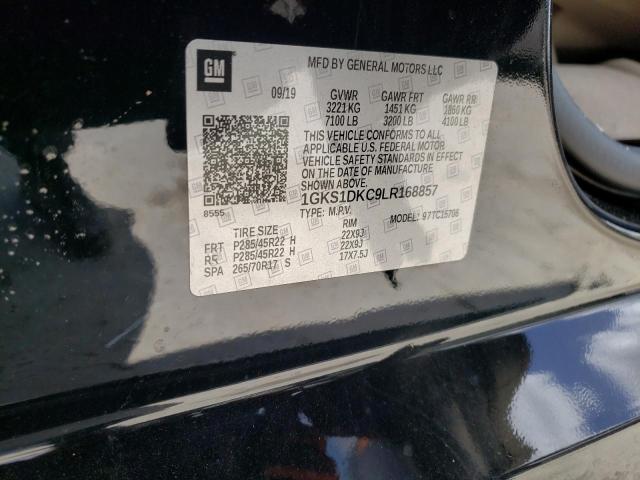 GM
MFD BY GENERAL MOTORS LLC
09/19 GVWR GAWR FRT GAWR RR
3221 KG 1451 KG 1860 KG
7100 LB 3200 LB 4100 LB
THIS VEHICLE CONFORMS TO ALL
APPLICABLE U.S. FEDERAL MOTOR
VEHICLE SAFETY STANDARDS IN EFFECT
ON THE DATE OF MANUFACTURE
SHOWN ABOVE.
1GKS1DKC9LR168857
8555 TYPE: M.P.V. MODEL: 97TC15706
TIRE SIZE RIM
FRT P285/45R22 H 22X9J
RR P285/45R22 H 22X9J
SPA 265/70R17 S 17X7.5J